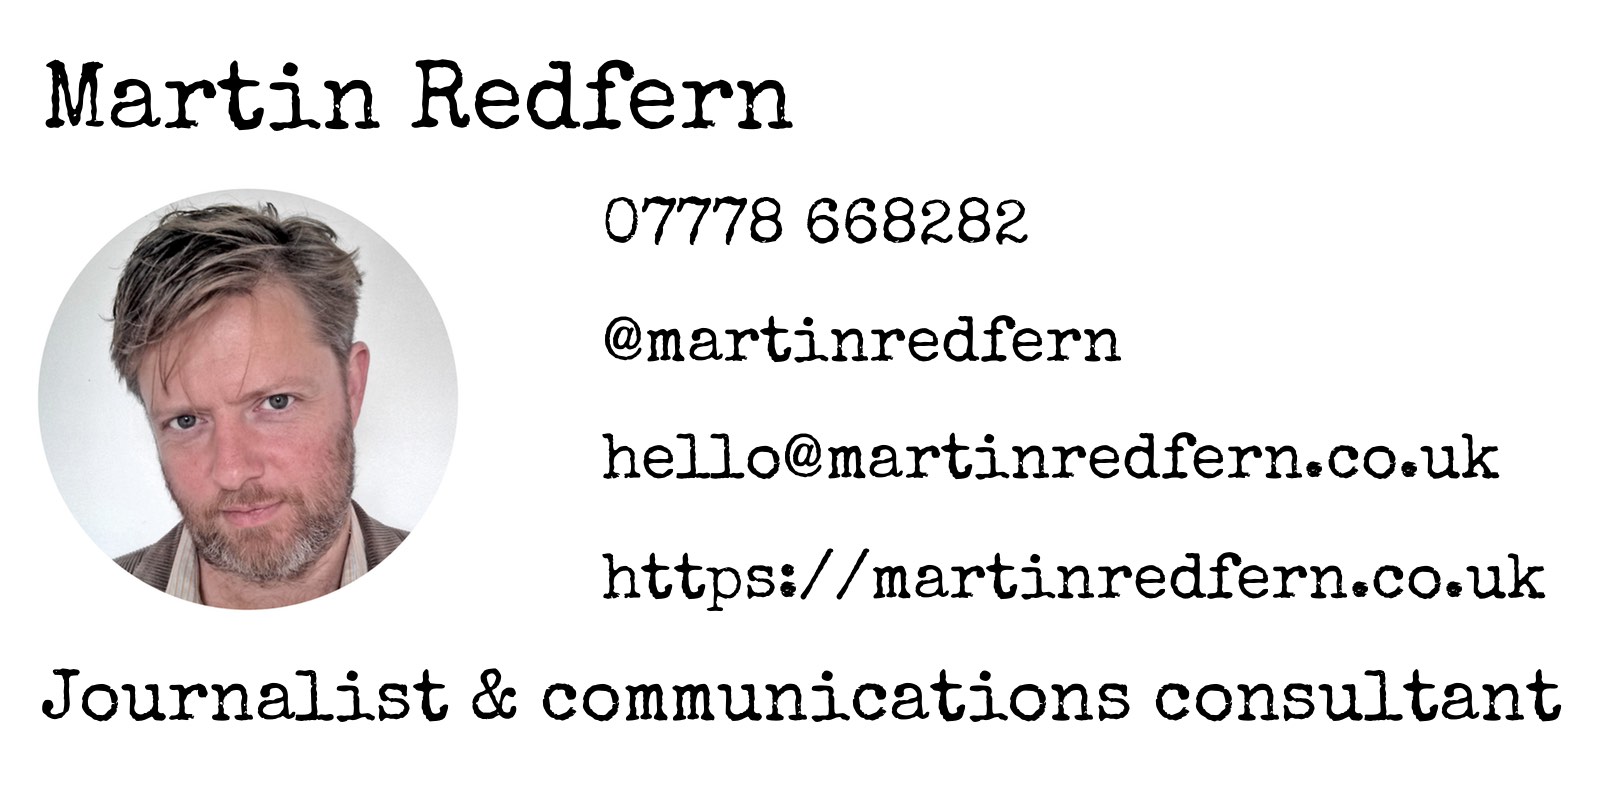 Martin Redfern
07778 668282
@martinredfern
hello@martinredfern.co.uk
https://martinredfern.co.uk
Journalist & communications consultant